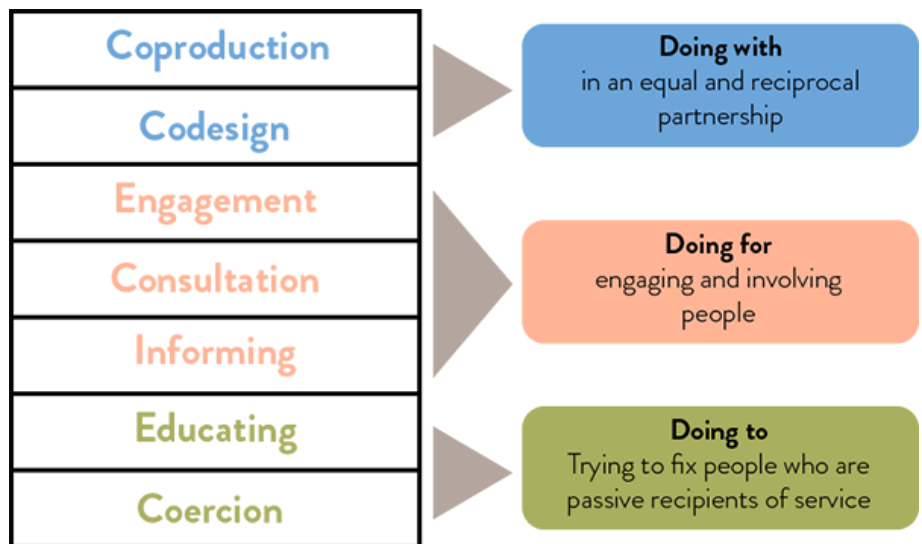 Coproduction
Codesign
Engagement
Consultation
Informing
Educating
Coercion
Doing with
in an equal and reciprocal
partnership
Doing for
engaging and involving
people
Doing to
Trying to fix people who are
passive recipients of service